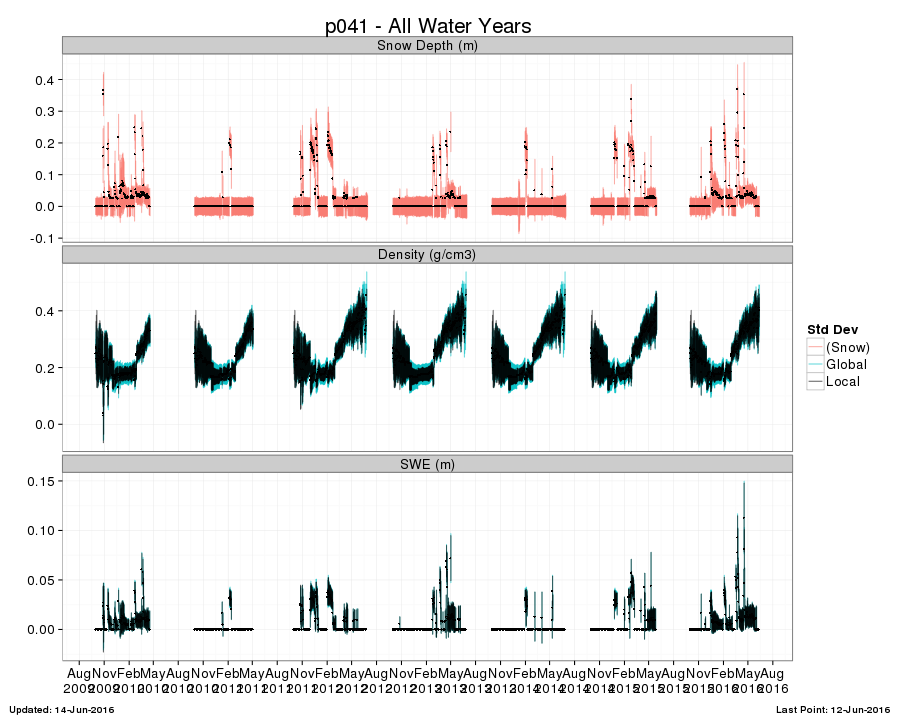 p041 - All Water Years
Snow Depth (m)
0.4
0.3
0.2
0.1
0.0
-0.1
Density (g/cm3)
0.4
0.2
0.0
SWE (m)
0.15
0.10
0.05
0.00
Std Dev
(Snow)
Global
Local
Aug Nov Feb May Aug Nov Feb May Aug Nov Feb May Aug Nov Feb May Aug Nov Feb May Aug Nov Feb May Aug Nov Feb May Aug
2009 2009 2010 2010 2010 2010 2011 2011 2011 2011 2012 2012 2012 2012 2013 2013 2013 2013 2014 2014 2014 2014 2015 2015 2015 2015 2016 2016 2016
Updated: 14-Jun-2016
Last Point: 12-Jun-2016